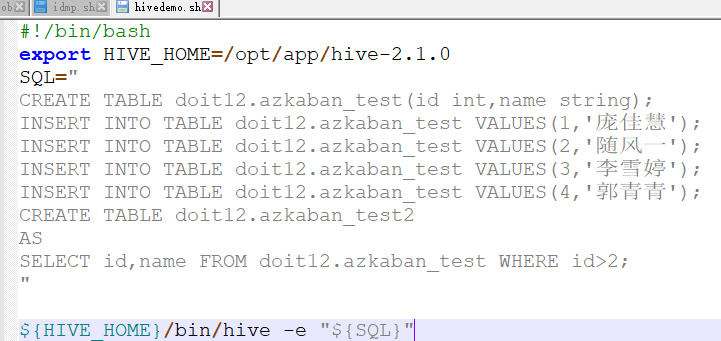 ob idmp.sh hivedemo.sh
#!/bin/bash
export HIVE_HOME=/opt/app/hive-2.1.0
SQL="
CREATE TABLE doit12.azkaban_test(id int,name string);
INSERT INTO TABLE doit12.azkaban_test VALUES(1,'庞佳慧');
INSERT INTO TABLE doit12.azkaban_test VALUES(2,'随风一');
INSERT INTO TABLE doit12.azkaban_test VALUES(3,'李雪婷');
INSERT INTO TABLE doit12.azkaban_test VALUES(4,'郭青青');
CREATE TABLE doit12.azkaban_test2
AS
SELECT id,name FROM doit12.azkaban_test WHERE id>2;
"
${HIVE_HOME}/bin/hive -e "${SQL}"